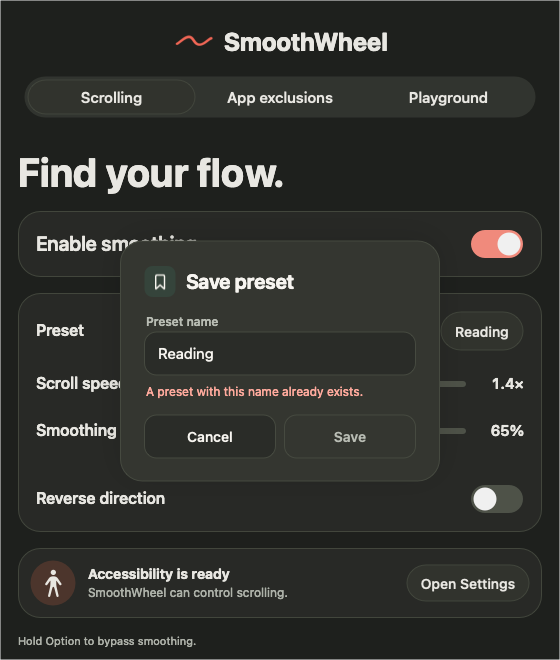 SmoothWheel
Scrolling
App exclusions
Playground
Find your flow.
Enable smoothing
Save preset
Preset name
Reading
A preset with this name already exists.
Cancel
Save
Preset
Reading
Scroll speed
1.4×
Smoothing
65%
Reverse direction
Accessibility is ready
SmoothWheel can control scrolling.
Open Settings
Hold Option to bypass smoothing.